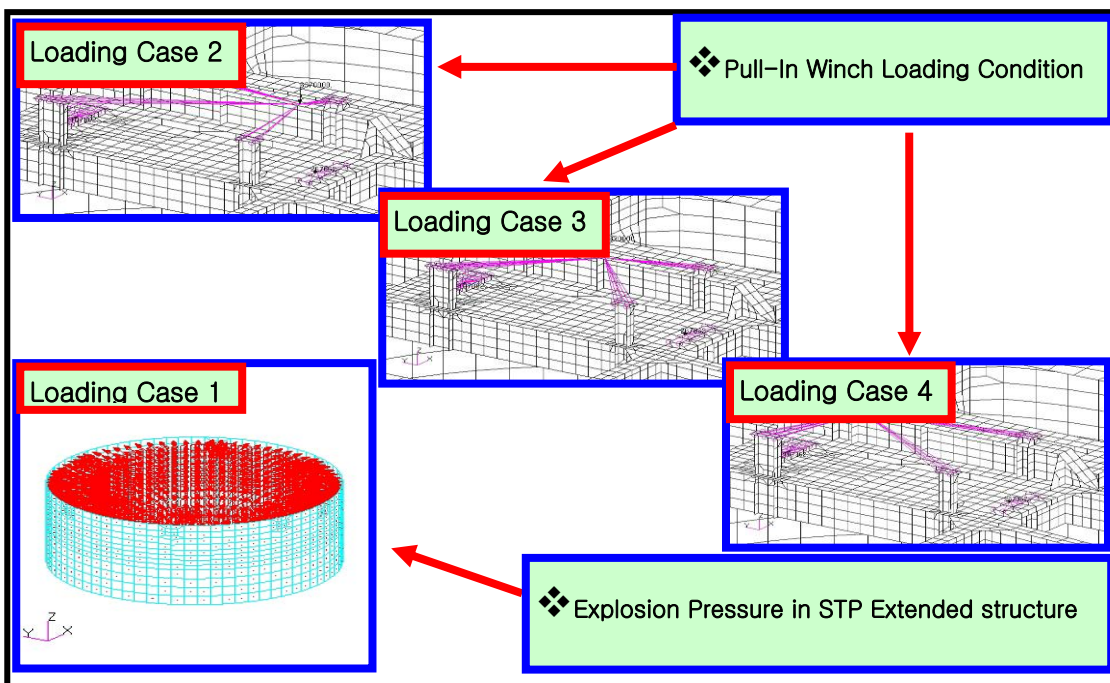 Loading Case 2
❖Pull-In Winch Loading Condition
Loading Case 3
Loading Case 1
Loading Case 4
❖Explosion Pressure in STP Extended structure
Z
Y
X